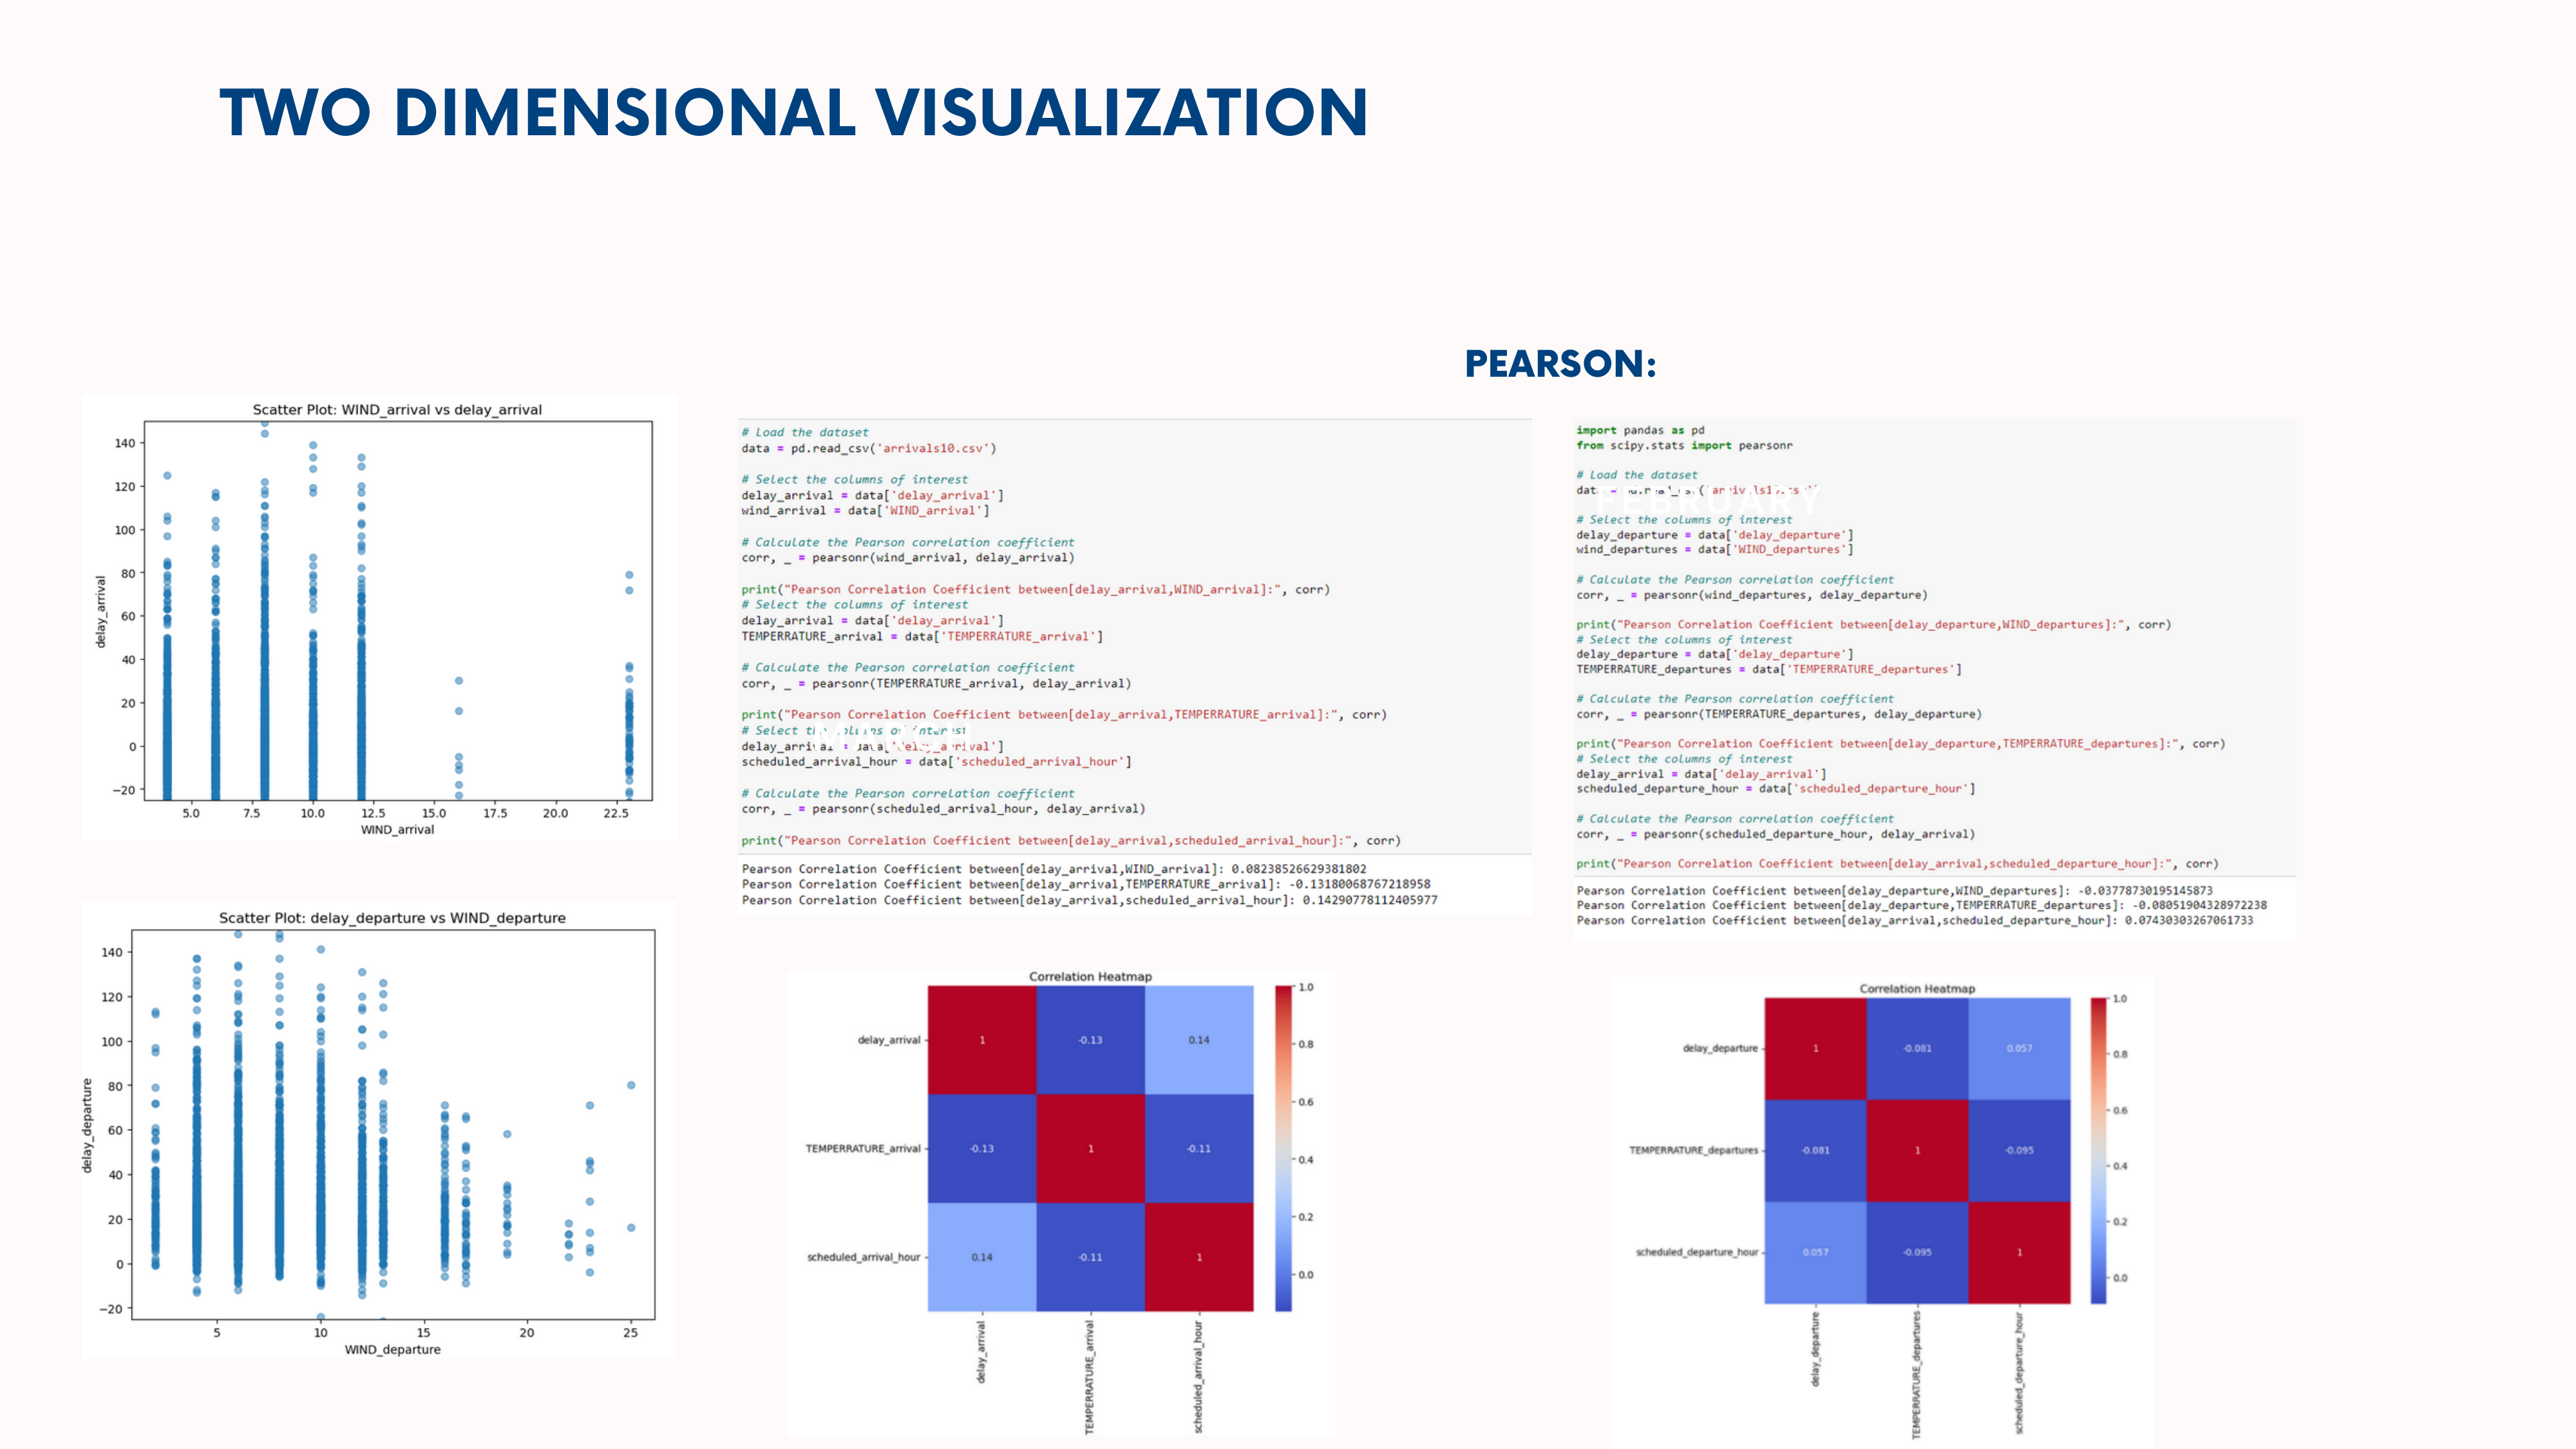 TWO DIMENSIONAL VISUALIZATION
PEARSON:
Scatter Plot: WIND_arrival vs delay_arrival
140
120
100
80
60
40
20
0
−20
delay_arrival
5.0 7.5 10.0 12.5 15.0 17.5 20.0 22.5
WIND_arrival
Scatter Plot: delay_departure vs WIND_departure
140
120
100
80
60
40
20
0
−20
delay_departure
5 10 15 20 25
WIND_departure
# Load the dataset
data = pd.read_csv('arrivals10.csv')
# Select the columns of interest
delay_arrival = data['delay_arrival']
wind_arrival = data['WIND_arrival']
# Calculate the Pearson correlation coefficient
corr, _ = pearsonr(wind_arrival, delay_arrival)
print("Pearson Correlation Coefficient between[delay_arrival,WIND_arrival]:", corr)
# Select the columns of interest
delay_arrival = data['delay_arrival']
TEMPERRATURE_arrival = data['TEMPERRATURE_arrival']
# Calculate the Pearson correlation coefficient
corr, _ = pearsonr(TEMPERRATURE_arrival, delay_arrival)
print("Pearson Correlation Coefficient between[delay_arrival,TEMPERRATURE_arrival]:", corr)
# Select the columns of interest
MARCH
delay_arrival = data['delay_arrival']
scheduled_arrival_hour = data['scheduled_arrival_hour']
# Calculate the Pearson correlation coefficient
corr, _ = pearsonr(scheduled_arrival_hour, delay_arrival)
print("Pearson Correlation Coefficient between[delay_arrival,scheduled_arrival_hour]:", corr)
Pearson Correlation Coefficient between[delay_arrival,WIND_arrival]: 0.08238526629381802
Pearson Correlation Coefficient between[delay_arrival,TEMPERRATURE_arrival]: -0.13180068767218958
Pearson Correlation Coefficient between[delay_arrival,scheduled_arrival_hour]: 0.14290778112405977
import pandas as pd
from scipy.stats import pearsonr
# Load the dataset
FEBRUARY
# Select the columns of interest
delay_departure = data['delay_departure']
wind_departures = data['WIND_departures']
# Calculate the Pearson correlation coefficient
corr, _ = pearsonr(wind_departures, delay_departure)
print("Pearson Correlation Coefficient between[delay_departure,WIND_departures]:", corr)
# Select the columns of interest
delay_departure = data['delay_departure']
TEMPERRATURE_departures = data['TEMPERRATURE_departures']
# Calculate the Pearson correlation coefficient
corr, _ = pearsonr(TEMPERRATURE_departures, delay_departure)
print("Pearson Correlation Coefficient between[delay_departure,TEMPERRATURE_departures]:", corr)
# Select the columns of interest
delay_arrival = data['delay_arrival']
scheduled_departure_hour = data['scheduled_departure_hour']
# Calculate the Pearson correlation coefficient
corr, _ = pearsonr(scheduled_departure_hour, delay_arrival)
print("Pearson Correlation Coefficient between[delay_arrival,scheduled_departure_hour]:", corr)
Pearson Correlation Coefficient between[delay_departure,WIND_departures]: -0.03778730195145873
Pearson Correlation Coefficient between[delay_departure,TEMPERRATURE_departures]: -0.08051904328972238
Pearson Correlation Coefficient between[delay_arrival,scheduled_departure_hour]: 0.07430303267061733
Correlation Heatmap
delay_arrival 1 -0.13 0.14
TEMPERRATURE_arrival -0.13 1 -0.11
scheduled_arrival_hour 0.14 -0.11 1
delay_arrival
TEMPERRATURE_arrival
scheduled_arrival_hour
1.0
0.8
0.6
0.4
0.2
0.0
Correlation Heatmap
delay_departure 1 -0.081 0.057
TEMPERRATURE_departures -0.081 1 -0.095
scheduled_departure_hour 0.057 -0.095 1
delay_departure
TEMPERRATURE_departures
scheduled_departure_hour
1.0
0.8
0.6
0.4
0.2
0.0